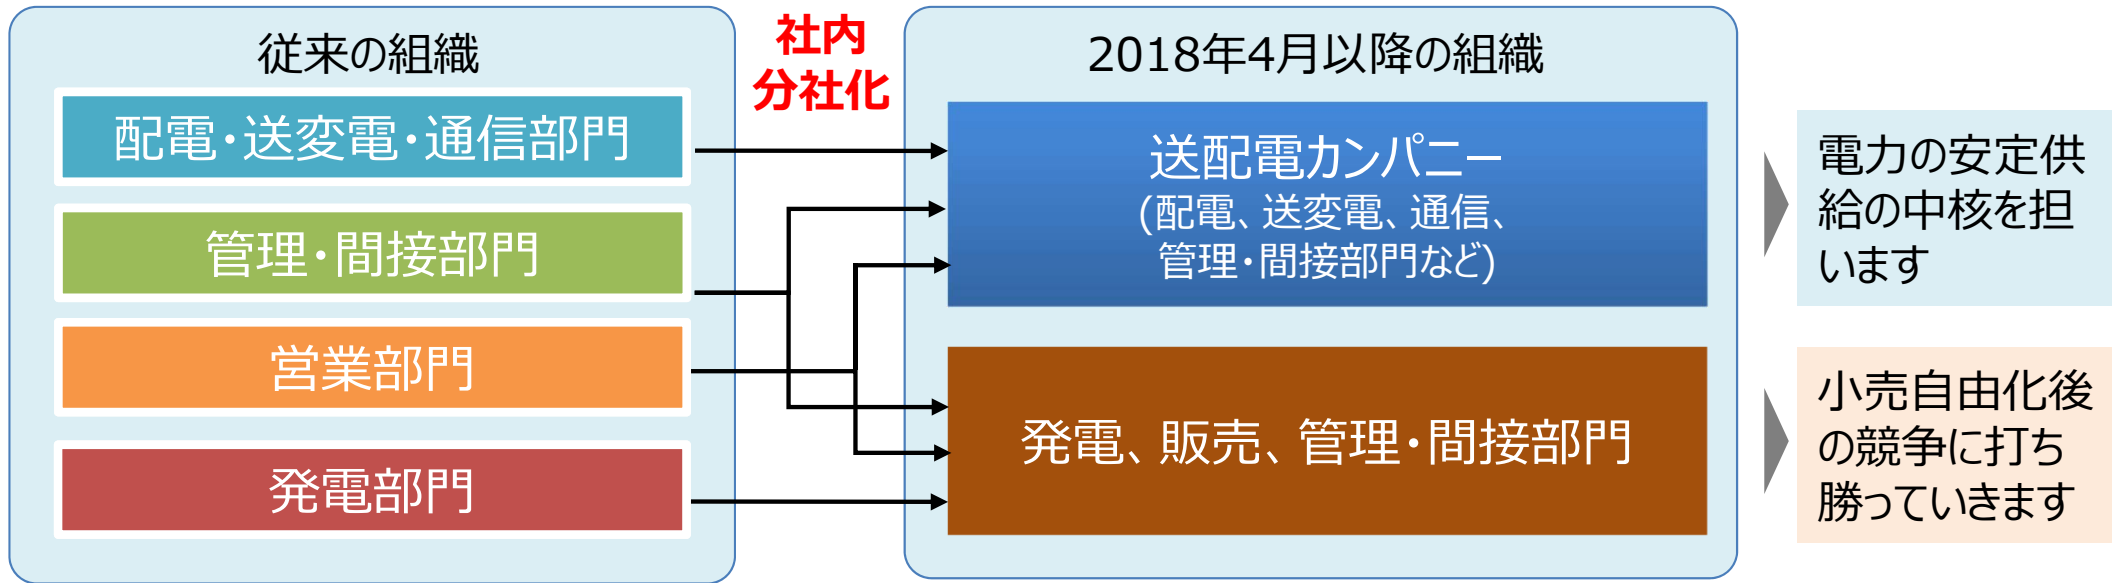 従来の組織
配電・送変電・通信部門
管理・間接部門
営業部門
発電部門
社内
分社化
2018年4月以降の組織
送配電カンパニー
(配電、送変電、通信、
管理・間接部門など)
発電、販売、管理・間接部門
電力の安定供
給の中核を担
います
小売自由化後
の競争に打ち
勝っていきます